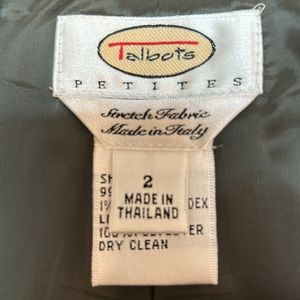 Talbots
PETITES
Stretch Fabric
Made in Italy
2
MADE IN
THAILAND
DRY CLEAN